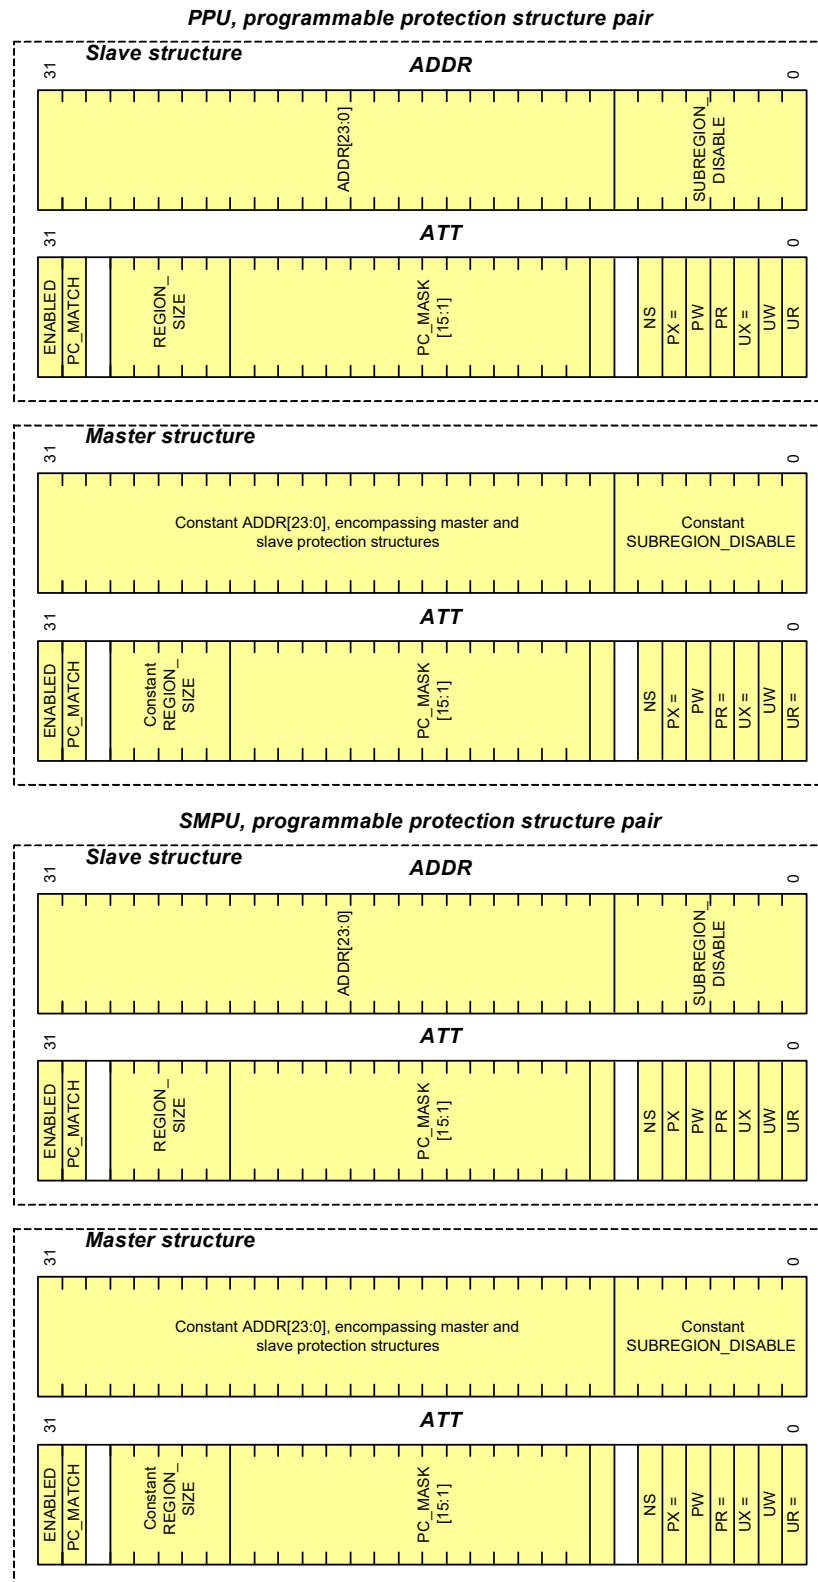 PPU, programmable protection structure pair
Slave structure
ADDR
31
0
ADDR[23:0]
SUBREGION_
DISABLE
ATT
31
0
ENABLED
PC_MATCH
REGION_
SIZE
PC_MASK
[15:1]
NS
PX =
PW
PR
UX =
UW
UR
Master structure
31
0
Constant ADDR[23:0], encompassing master and
slave protection structures
Constant
SUBREGION_DISABLE
ATT
31
0
ENABLED
PC_MATCH
Constant
REGION_
SIZE
PC_MASK
[15:1]
NS
PX =
PW
PR =
UX =
UW
UR =
SMPU, programmable protection structure pair
Slave structure
ADDR
31
0
ADDR[23:0]
SUBREGION_
DISABLE
ATT
31
0
ENABLED
PC_MATCH
REGION_
SIZE
PC_MASK
[15:1]
NS
PX
PW
PR
UX
UW
UR
Master structure
31
0
Constant ADDR[23:0], encompassing master and
slave protection structures
Constant
SUBREGION_DISABLE
ATT
31
0
ENABLED
PC_MATCH
Constant
REGION_
SIZE
PC_MASK
[15:1]
NS
PX =
PW
PR =
UX =
UW
UR =